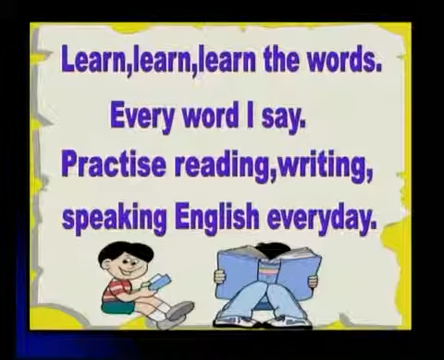 Learn,learn,learn the words.
Every word I say.
Practise reading,writing,
speaking English everyday.